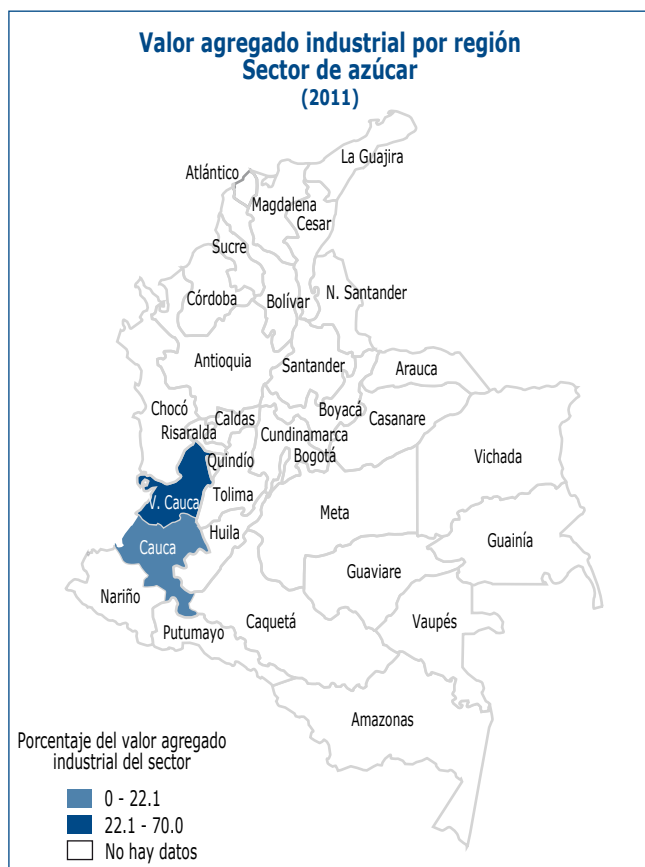 Valor agregado industrial por región
Sector de azúcar
(2011)
La Guajira
Atlántico
Magdalena
Cesar
Sucre
N. Santander
Córdoba
Bolívar
Antioquia
Santander
Arauca
Chocó
Caldas
Boyacá
Casanare
Risaralda
Cundinamarca
Quindío
Bogotá
Vichada
Tolima
V. Cauca
Meta
Huila
Cauca
Guainía
Guaviare
Nariño
Caquetá
Vaupés
Putumayo
Amazonas
Porcentaje del valor agregado
industrial del sector
0 - 22.1
22.1 - 70.0
No hay datos